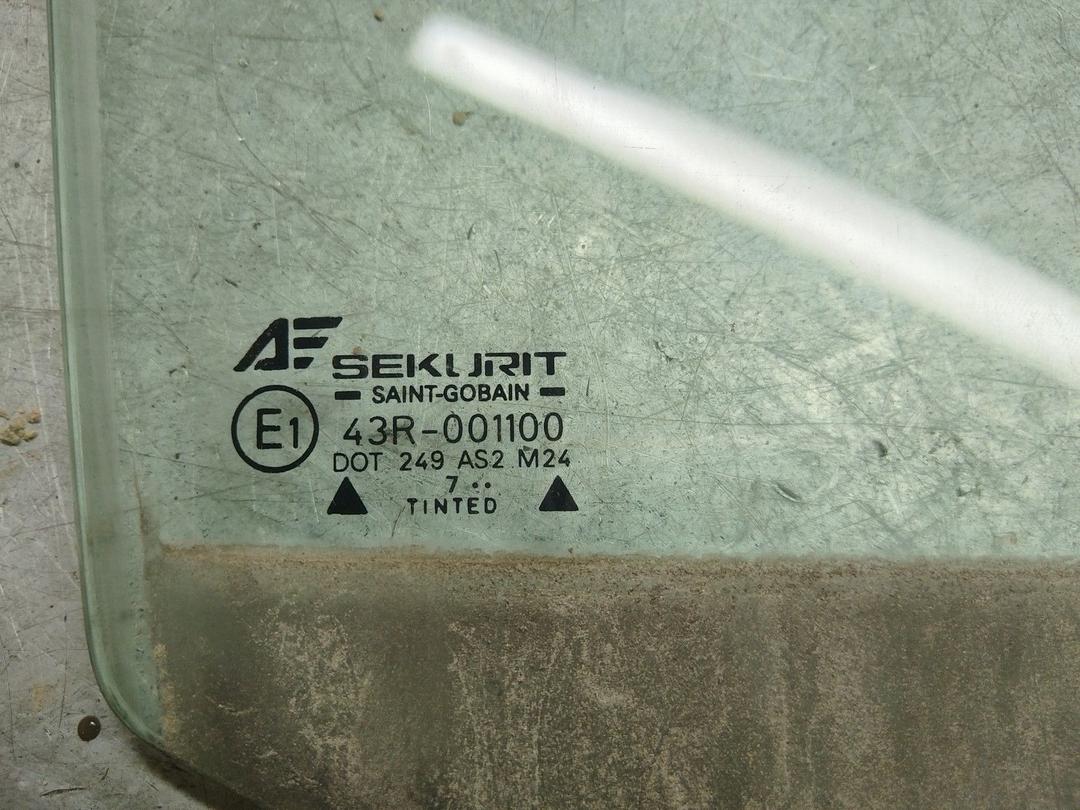 AF SEKURIT
SAINT-GOBAIN
E1 43R-001100
DOT 249 AS2 M24
7 ..
TINTED